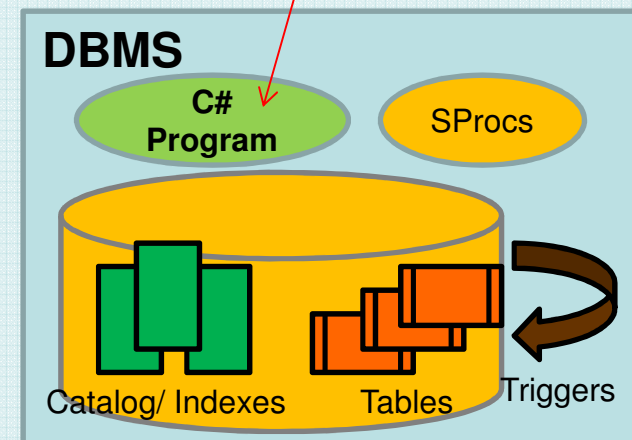 DBMS
C#
Program
SProcs
Catalog/ Indexes
Tables
Triggers